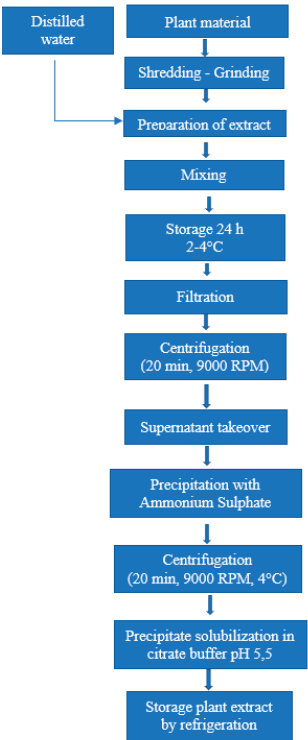 Distilled
water
Plant material
Shredding - Grinding
Preparation of extract
Mixing
Storage 24 h
2-4°C
Filtration
Centrifugation
(20 min, 9000 RPM)
Supernatant takeover
Precipitation with
Ammonium Sulphate
Centrifugation
(20 min, 9000 RPM, 4°C)
Precipitate solubilization in
citrate buffer pH 5,5
Storage plant extract
by refrigeration